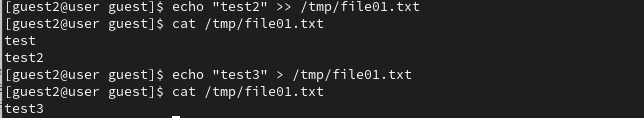 [guest2@user guest]$ echo "test2" >> /tmp/file01.txt
[guest2@user guest]$ cat /tmp/file01.txt
test
test2
[guest2@user guest]$ echo "test3" > /tmp/file01.txt
[guest2@user guest]$ cat /tmp/file01.txt
test3